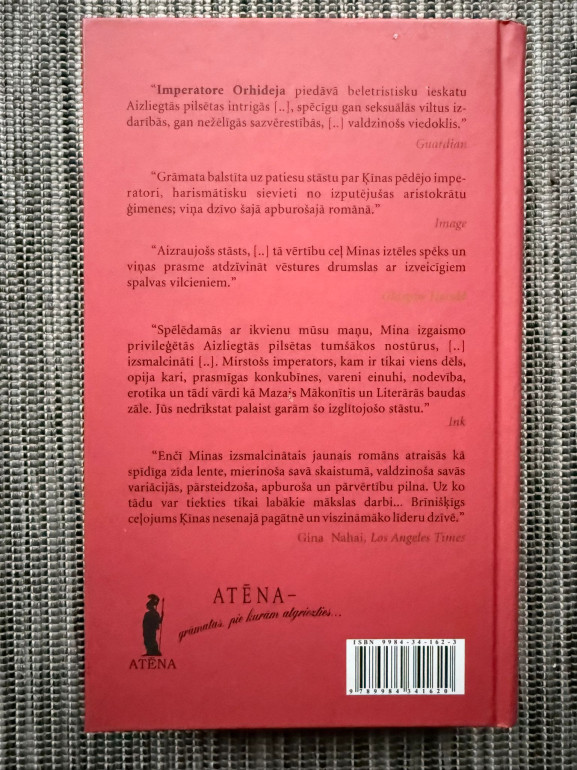 “Imperatore Orhideja piedāvā beletristisku ieskatu
Aizliegtās pilsētas intrigās [..], spēcīgu gan seksuālās viltus iz-
darībās, gan nežēlīgās sazvērestībās, [..] valdzinošs viedoklis.”
Guardian
“Grāmata balstīta uz patiesu stāstu par Ķīnas pēdējo impe-
ratori, harismātisku sievieti no izputējušas aristokrātu
ģimenes; viņa dzīvo šajā apburošajā romānā.”
Image
“Aizraujošs stāsts, [..] tā vērtību ceļ Minas iztēles spēks un
viņas prasme atdzīvināt vēstures drumslas ar izveicīgiem
spalvas vilcieniem.”
Glasgow Herald
“Spēlēdamās ar ikvienu mūsu maņu, Mina izgaismo
privileģētās Aizliegtās pilsētas tumšākos nostūrus, [..]
izsmalcināti [..]. Mirstošs imperators, kam ir tikai viens dēls,
opija kari, prasmīgas konkubīnes, vareni einuhi, nodevība,
erotika un tādi vārdi kā Mazais Mākonītis un Literārās baudas
zāle. Jūs nedrīkstat palaist garām šo izglītojošo stāstu.”
Ink
“Enčī Minas izsmalcinātais jaunais romāns atraisās kā
spīdīga zīda lente, mierinoša savā skaistumā, valdzinoša savās
variācijās, pārsteidzoša, apburoša un pārvērtību pilna. Uz ko
tādu var tiekties tikai labākie mākslas darbi... Brīnišķīgs
ceļojums Ķīnas nesenajā pagātnē un viszināmāko līderu dzīvē.”
Gina Nahai, Los Angeles Times
ATĒNA–
grāmatas, pie kurām atgriezties...
ATĒNA
ISBN 9984-34-162-3
9 789984 341620